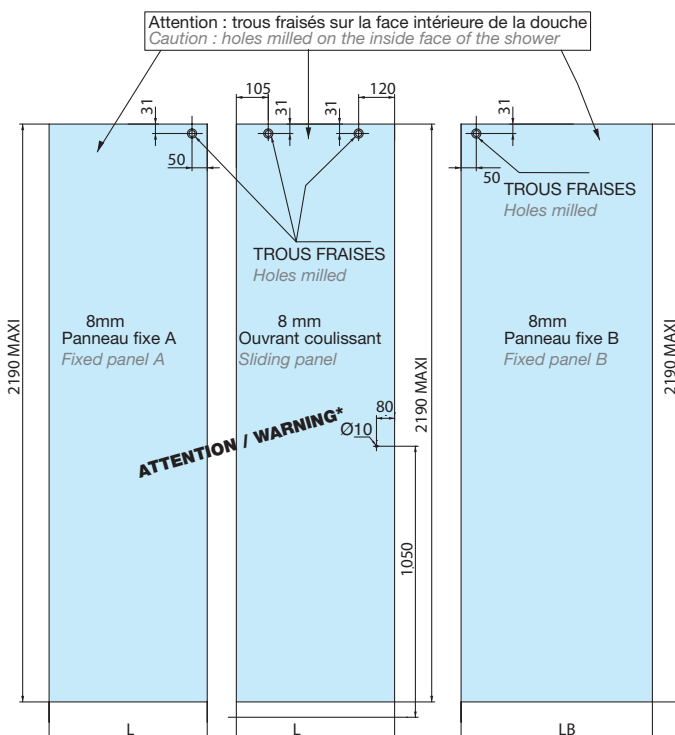 Attention : trous fraisés sur la face intérieure de la douche
Caution : holes milled on the inside face of the shower
105
120
31
31
31
31
50
50
TROUS FRAISES
Holes milled
TROUS FRAISES
Holes milled
8mm
Panneau fixe A
Fixed panel A
8 mm
Ouvrant coulissant
Sliding panel
8mm
Panneau fixe B
Fixed panel B
2190 MAXI
2190 MAXI
2190 MAXI
80
Ø10
ATTENTION / WARNING*
1050
L
L
LB